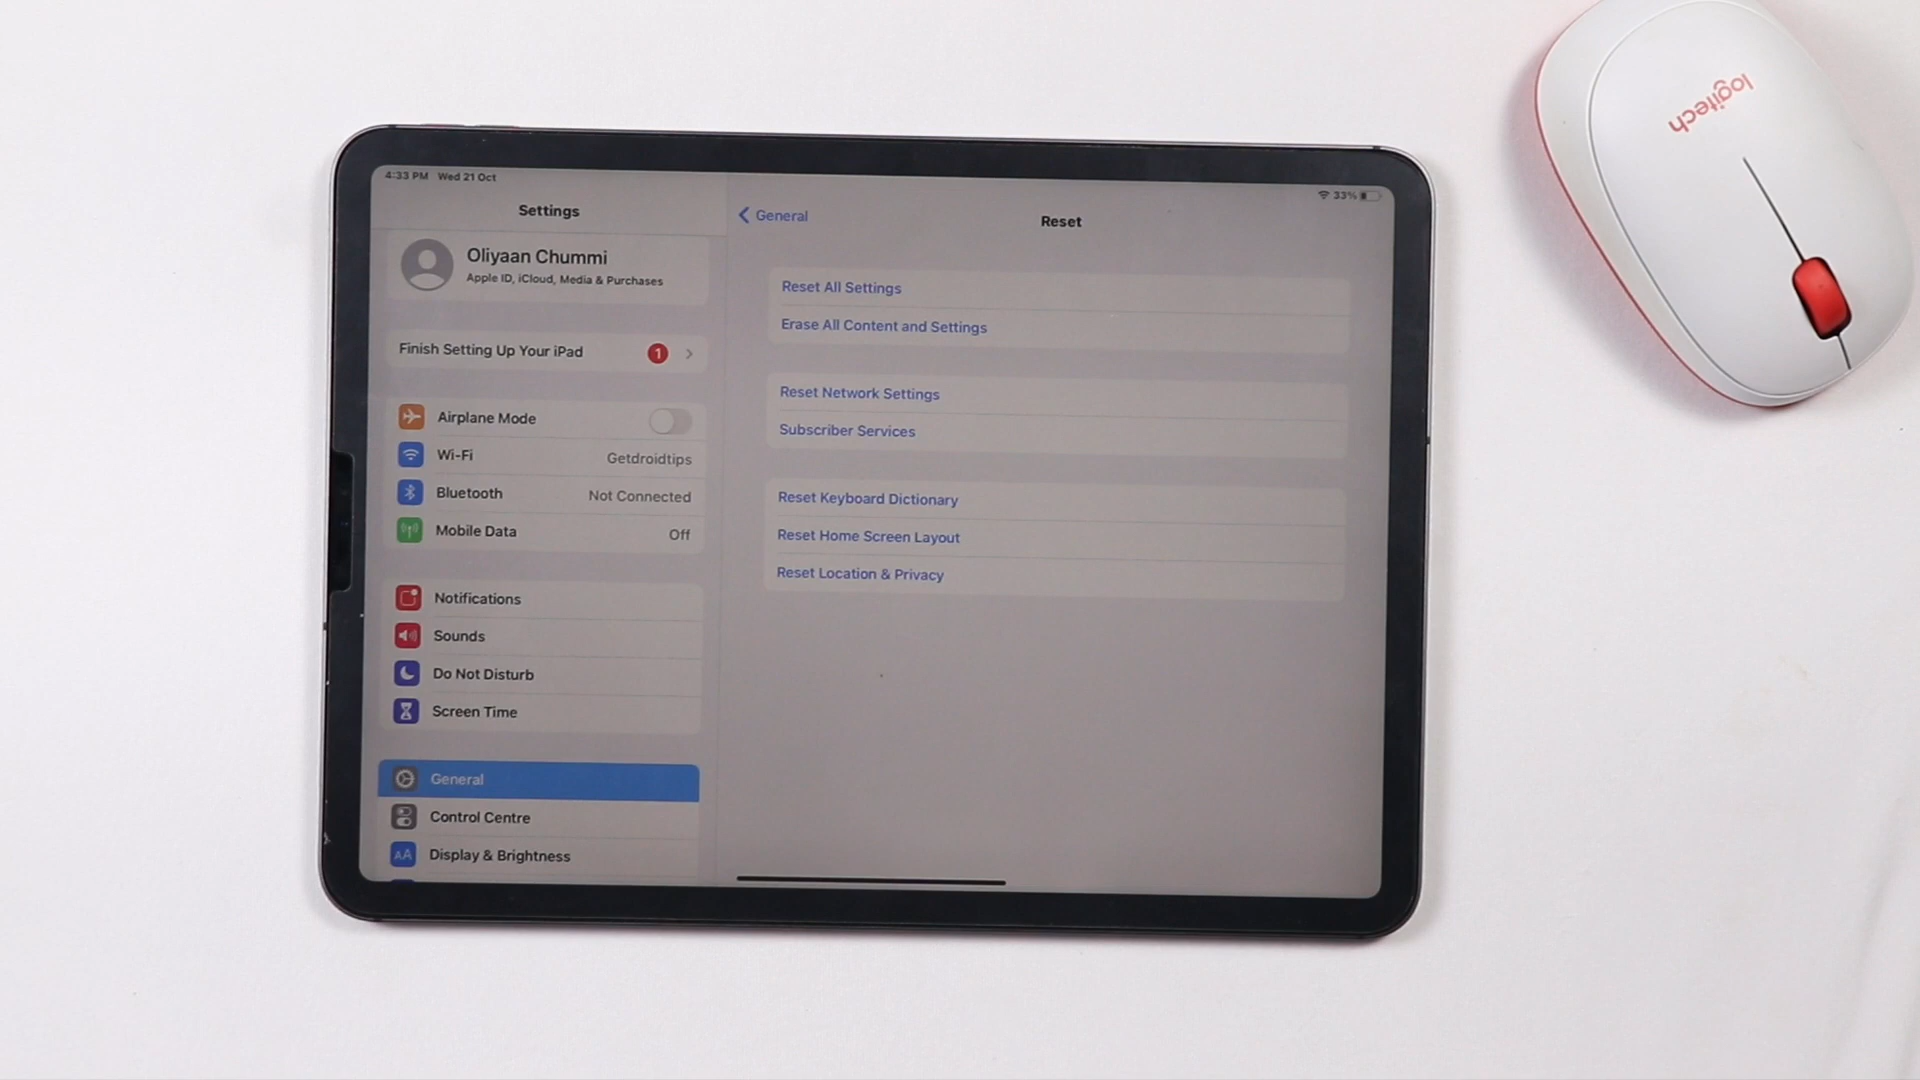 4:33 PM Wed 21 Oct
33%
Settings
Oliyaan Chummi
Apple ID, iCloud, Media & Purchases
Finish Setting Up Your iPad 1
Airplane Mode
Wi-Fi Getdroidtips
Bluetooth Not Connected
Mobile Data Off
Notifications
Sounds
Do Not Disturb
Screen Time
General
Control Centre
AA Display & Brightness
General
Reset
Reset All Settings
Erase All Content and Settings
Reset Network Settings
Subscriber Services
Reset Keyboard Dictionary
Reset Home Screen Layout
Reset Location & Privacy
logitech